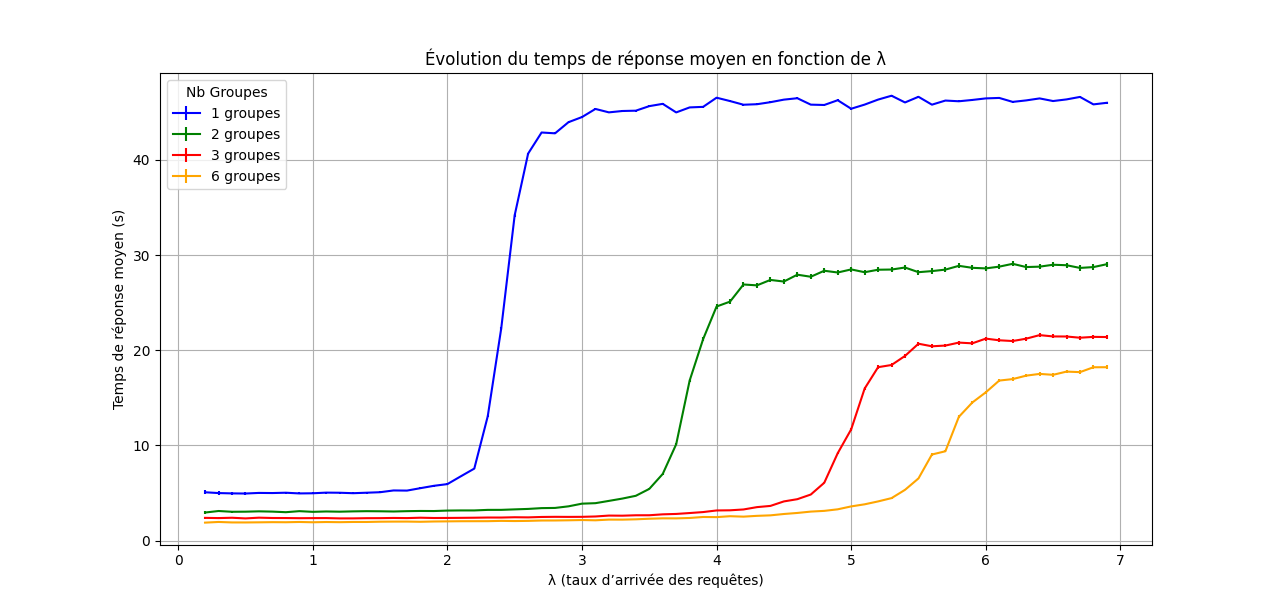 Évolution du temps de réponse moyen en fonction de λ
Nb Groupes
1 groupes
2 groupes
3 groupes
6 groupes
Temps de réponse moyen (s)
40
30
20
10
0
0 1 2 3 4 5 6 7
λ (taux d’arrivée des requêtes)